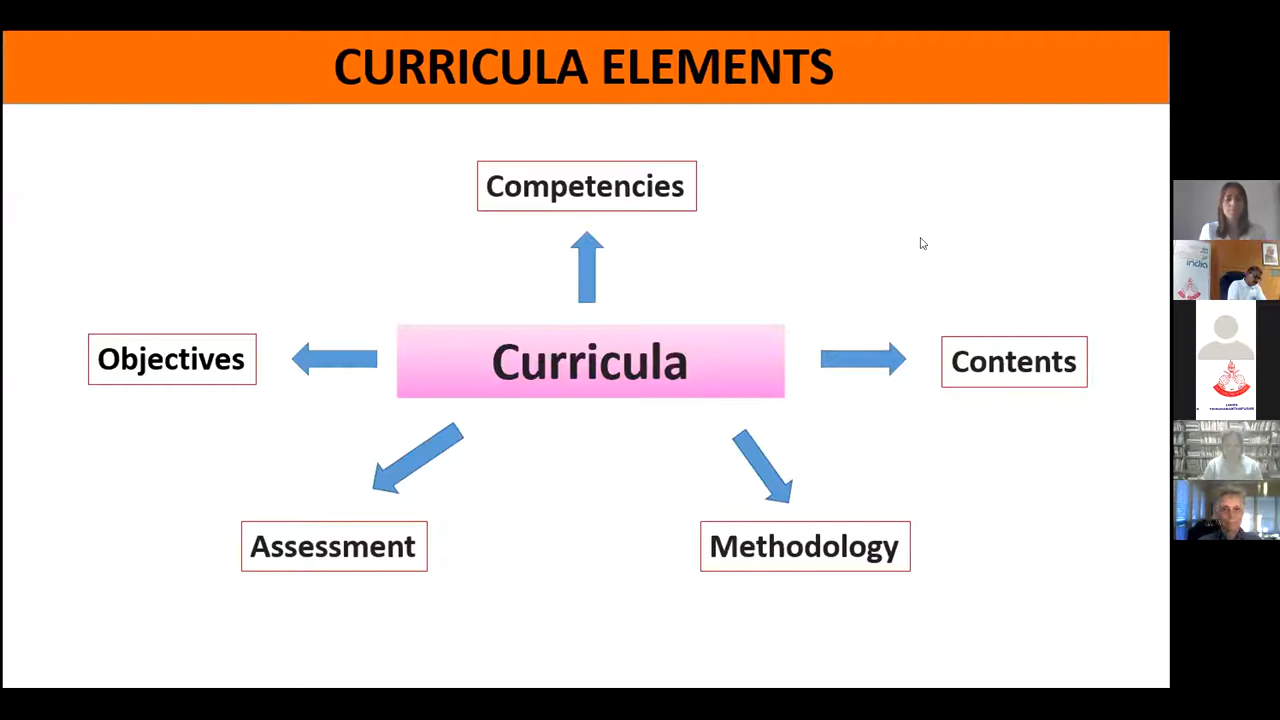 CURRICULA ELEMENTS
Competencies
Objectives
Curricula
Contents
Assessment
Methodology
india